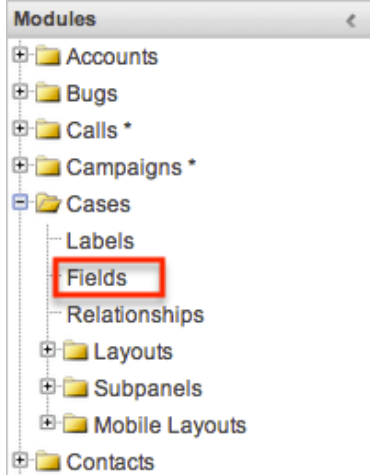 Modules
Accounts
Bugs
Calls *
Campaigns *
Cases
Labels
Fields
Relationships
Layouts
Subpanels
Mobile Layouts
Contacts